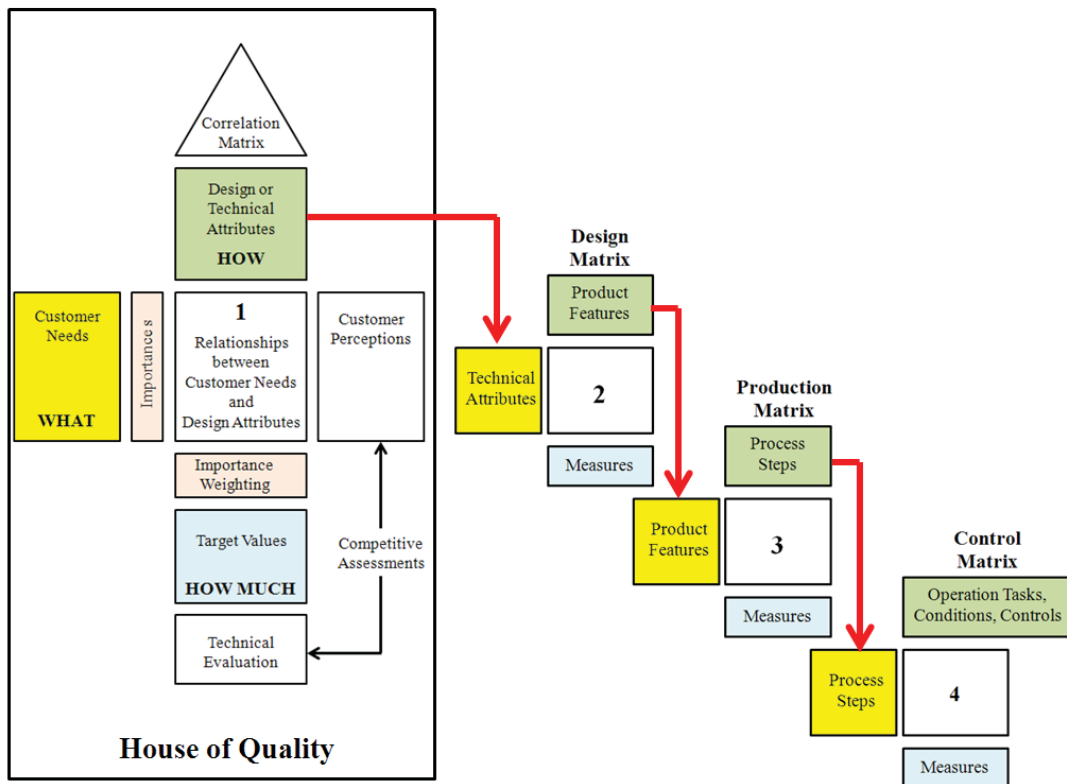 Correlation
Matrix
Design or
Technical
Attributes
HOW
Customer
Needs
WHAT
Importance s
1
Relationships
between
Customer Needs
and
Design Attributes
Customer
Perceptions
Importance
Weighting
Target Values
HOW MUCH
Competitive
Assessments
Technical
Evaluation
House of Quality
Design
Matrix
Product
Features
Technical
Attributes
2
Measures
Production
Matrix
Process
Steps
Product
Features
3
Measures
Control
Matrix
Operation Tasks,
Conditions, Controls
Process
Steps
4
Measures